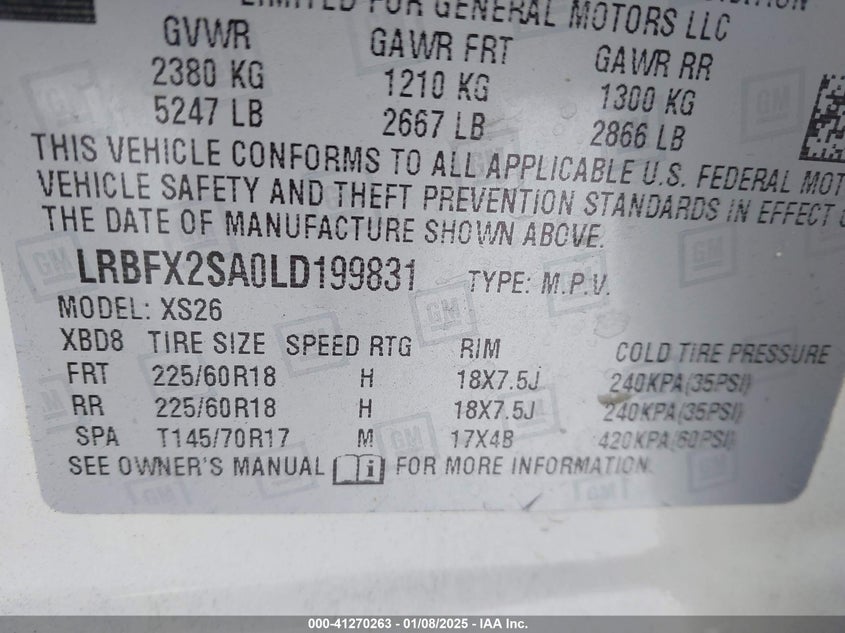 LIMITED FOR GENERAL MOTORS LLC
GVWR GAWR FRT GAWR RR
2380 KG 1210 KG 1300 KG
5247 LB 2667 LB 2866 LB
THIS VEHICLE CONFORMS TO ALL APPLICABLE U.S. FEDERAL MOT
VEHICLE SAFETY AND THEFT PREVENTION STANDARDS IN EFFECT
THE DATE OF MANUFACTURE SHOWN ABOVE.
LRBFX2SA0LD199831 TYPE: M.P.V.
MODEL: XS26
XBD8 TIRE SIZE SPEED RTG RIM COLD TIRE PRESSURE
FRT 225/60R18 H 18X7.5J 240KPA(35PSI)
RR 225/60R18 H 18X7.5J 240KPA(35PSI)
SPA T145/70R17 M 17X4B 420KPA(60PSI)
SEE OWNER'S MANUAL i FOR MORE INFORMATION.
000-41270263 - 01/08/2025 - IAA Inc.